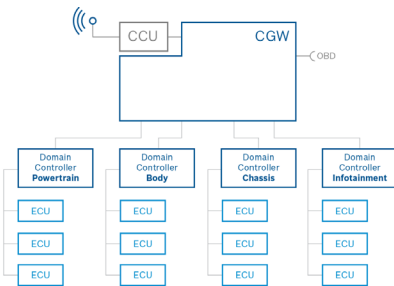 CCU
CGW
OBD
Domain
Controller
Powertrain
Domain
Controller
Body
Domain
Controller
Chassis
Domain
Controller
Infotainment
ECU
ECU
ECU
ECU
ECU
ECU
ECU
ECU
ECU
ECU
ECU
ECU